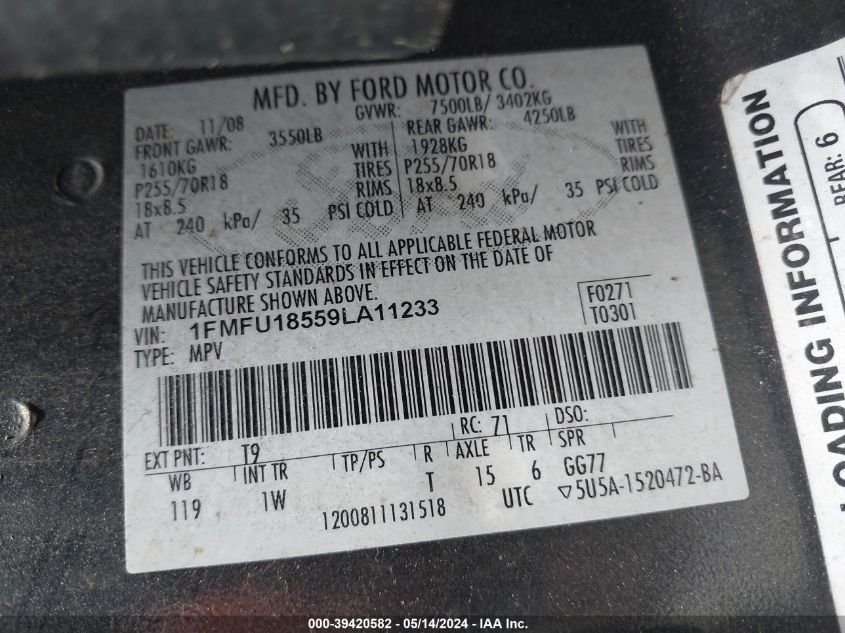 MFD. BY FORD MOTOR CO.
DATE: 11/08 GVWR: 7500LB/ 3402KG
FRONT GAWR: 3550LB REAR GAWR: 4250LB
1610KG WITH 1928KG WITH
P255/70R18 TIRES P255/70R18 TIRES
18x8.5 RIMS 18x8.5 RIMS
AT 240 kPa/ 35 PSI COLD AT 240 kPa/ 35 PSI COLD
THIS VEHICLE CONFORMS TO ALL APPLICABLE FEDERAL MOTOR
VEHICLE SAFETY STANDARDS IN EFFECT ON THE DATE OF
MANUFACTURE SHOWN ABOVE.
VIN: 1FMFU18559LA11233 F0271
TYPE: MPV T0301
EXT PNT: T9 RC: 71 DSO:
WB INT TR TP/PS R AXLE TR SPR
119 1W T 15 6 GG77
1200811131518 UTC ▽5U5A-1520472-BA
LOADING INFORMATION
REAR: 6
000-39420582 - 05/14/2024 - IAA Inc.